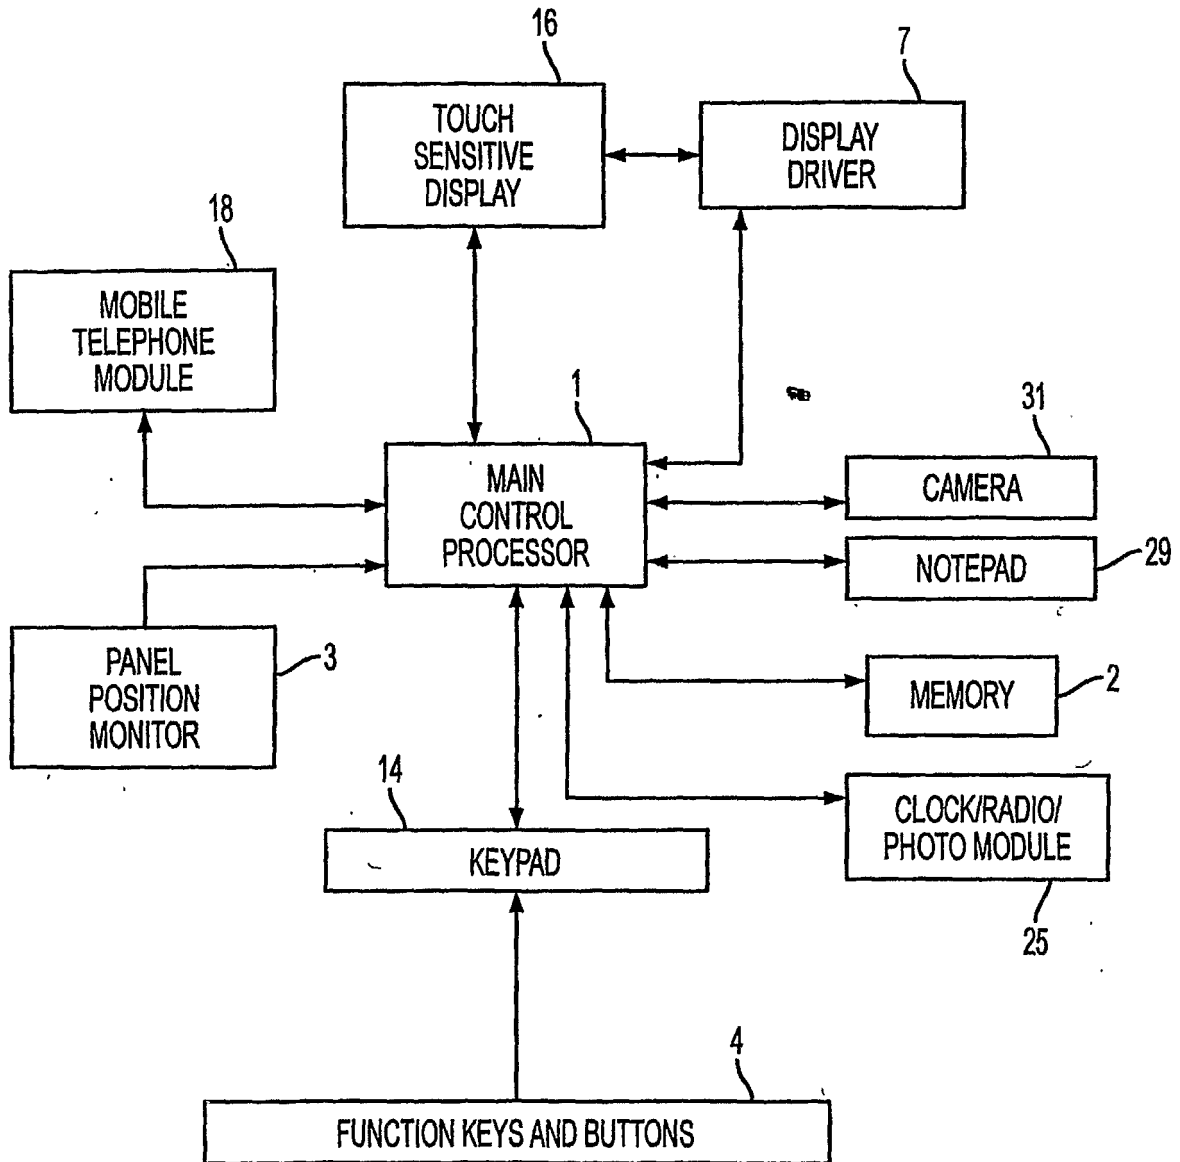 16
7
TOUCH
SENSITIVE
DISPLAY
DISPLAY
DRIVER
18
MOBILE
TELEPHONE
MODULE
1
31
MAIN
CONTROL
PROCESSOR
CAMERA
NOTEPAD
29
PANEL
POSITION
MONITOR
3
MEMORY
2
14
KEYPAD
CLOCK/RADIO/
PHOTO MODULE
25
4
FUNCTION KEYS AND BUTTONS